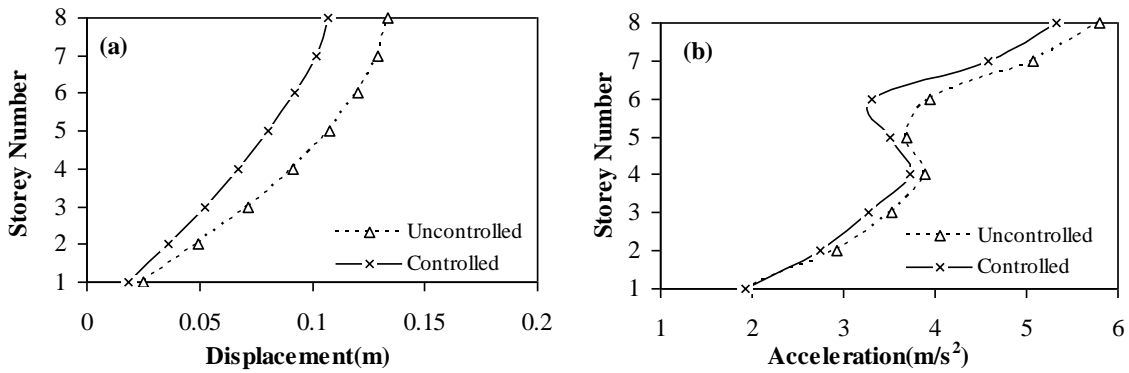 (a)
Storey Number
8
7
6
5
4
3
2
1
Uncontrolled
Controlled
0
0.05
0.1
0.15
0.2
Displacement(m)
(b)
Storey Number
8
7
6
5
4
3
2
1
Uncontrolled
Controlled
1
2
3
4
5
6
Acceleration(m/s²)